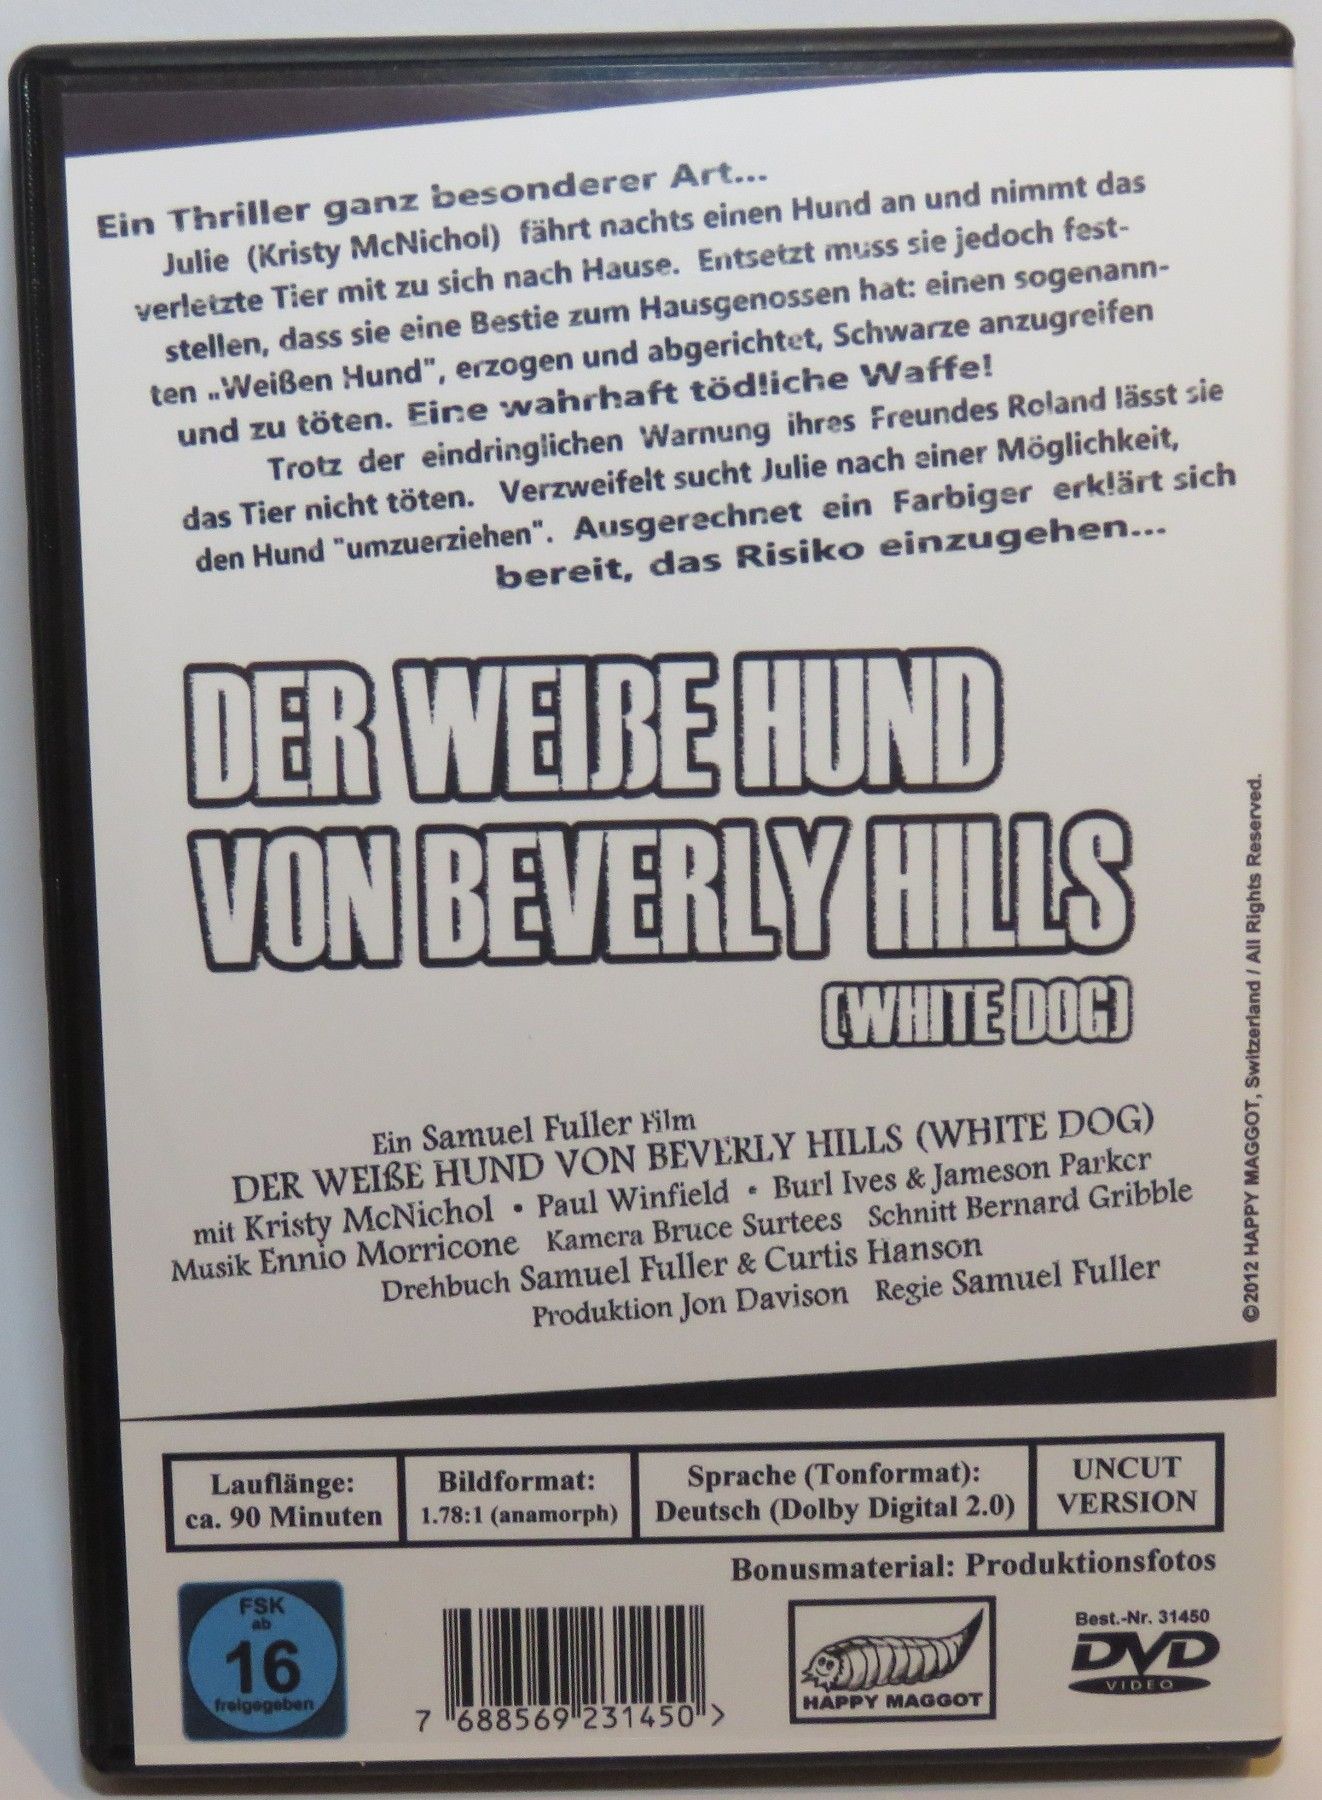 Ein Thriller ganz besonderer Art...
Julie (Kristy McNichol) fährt nachts einen Hund an und nimmt das
verletzte Tier mit zu sich nach Hause. Entsetzt muss sie jedoch fest-
stellen, dass sie eine Bestie zum Hausgenossen hat: einen sogenann-
ten „Weißen Hund", erzogen und abgerichtet, Schwarze anzugreifen
und zu töten. Eine wahrhaft tödliche Waffe!
Trotz der eindringlichen Warnung ihres Freundes Roland lässt sie
das Tier nicht töten. Verzweifelt sucht Julie nach einer Möglichkeit,
den Hund "umzuerziehen". Ausgerechnet ein Farbiger erklärt sich
bereit, das Risiko einzugehen...
DER WEIßE HUND
VON BEVERLY HILLS
(WHITE DOG)
Ein Samuel Fuller Film
DER WEIßE HUND VON BEVERLY HILLS (WHITE DOG)
mit Kristy McNichol • Paul Winfield • Burl Ives & Jameson Parker
Musik Ennio Morricone Kamera Bruce Surtees Schnitt Bernard Gribble
Drehbuch Samuel Fuller & Curtis Hanson
Produktion Jon Davison Regie Samuel Fuller
©2012 HAPPY MAGGOT, Switzerland / All Rights Reserved.
Lauflänge:
ca. 90 Minuten
Bildformat:
1.78:1 (anamorph)
Sprache (Tonformat):
Deutsch (Dolby Digital 2.0)
UNCUT
VERSION
Bonusmaterial: Produktionsfotos
FSK
ab
16
freigegeben
7 688569 231450 >
HAPPY MAGGOT
Best.-Nr. 31450
DVD
VIDEO